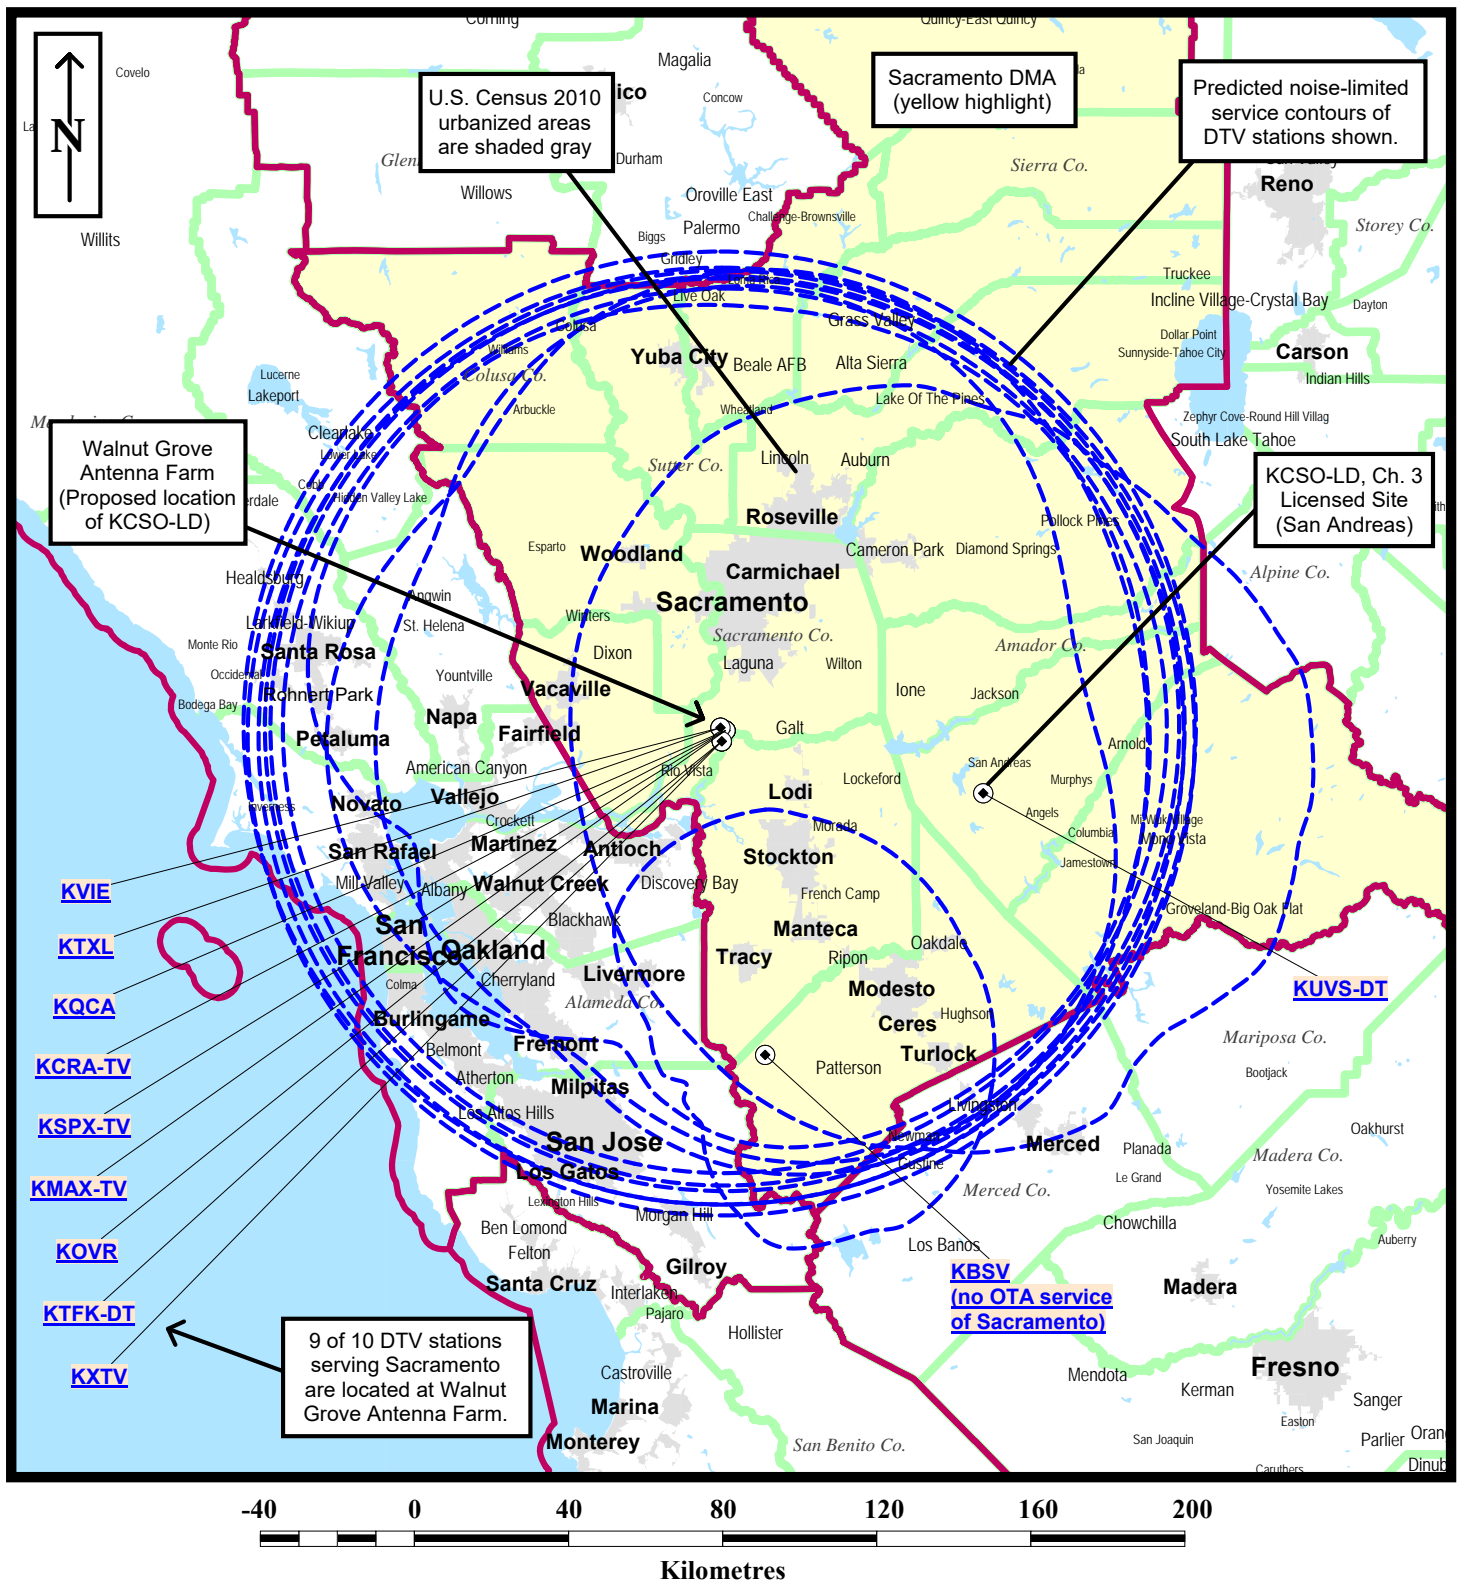 Corning
Quincy-East Quincy
Covelo
Magalia
Concow
ico
U.S. Census 2010
urbanized areas
are shaded gray
Sacramento DMA
(yellow highlight)
Predicted noise-limited
service contours of
DTV stations shown.
N
Durham
Willows
Oroville East
Challenge-Brownsville
Palermo
Biggs
Gridley
Sierra Co.
Reno
Storey Co.
Willits
Truckee
Incline Village-Crystal Bay
Dayton
Live Oak
Colusa
Grass Valley
Dollar Point
Sunnyside-Tahoe City
Carson
Indian Hills
Williams
Colusa Co.
Yuba City
Beale AFB
Alta Sierra
Lucerne
Lakeport
Arbuckle
Wheatland
Lake Of The Pines
Zephyr Cove-Round Hill Villag
South Lake Tahoe
Clearlake
Lower Lake
Cobb
Hidden Valley Lake
erdale
Walnut Grove
Antenna Farm
(Proposed location
of KCSO-LD)
Sutter Co.
Lincoln
Auburn
KCSO-LD, Ch. 3
Licensed Site
(San Andreas)
Roseville
Pollock Pines
Esparto
Woodland
Cameron Park
Diamond Springs
Carmichael
Alpine Co.
Healdsburg
Angwin
Sacramento
Larkfield-Wikiup
St. Helena
Winters
Sacramento Co.
Amador Co.
Monte Rio
Santa Rosa
Dixon
Laguna
Wilton
Occidental
Yountville
Rohnert Park
Vacaville
Ione
Jackson
Bodega Bay
Napa
Fairfield
Galt
Petaluma
Arnold
American Canyon
Rio Vista
Lockeford
San Andreas
Murphys
Vallejo
Lodi
Inverness
Novato
Crockett
Morada
Angels
Mi-Wuk Village
Columbia
Mono Vista
San Rafael
Martinez
Antioch
Stockton
Jamestown
Mill Valley
Albany
Walnut Creek
Discovery Bay
French Camp
KVIE
Blackhawk
Groveland-Big Oak Flat
San
Francisco
Oakland
Manteca
KTXL
Tracy
Ripon
Oakdale
Cherryland
Livermore
Colma
Alameda Co.
Modesto
KUVS-DT
KQCA
Burlingame
Ceres
Hughson
Fremont
Turlock
Mariposa Co.
Belmont
KCRA-TV
Atherton
Milpitas
Patterson
Bootjack
Los Altos Hills
Livingston
KSPX-TV
San Jose
Newman
Merced
Planada
Oakhurst
Los Gatos
Gustine
Madera Co.
KMAX-TV
Le Grand
Merced Co.
Yosemite Lakes
Lexington Hills
Morgan Hill
Ben Lomond
Chowchilla
KOVR
Felton
Los Banos
Auberry
Gilroy
KBSV
(no OTA service
of Sacramento)
Santa Cruz
Interlaken
Madera
KTFK-DT
Pajaro
Hollister
9 of 10 DTV stations
serving Sacramento
are located at Walnut
Grove Antenna Farm.
KXTV
Castroville
Mendota
Fresno
Kerman
Sanger
Marina
Easton
Monterey
San Benito Co.
San Joaquin
Parlier
Caruthers
-40 0 40 80 120 160 200
Kilometres